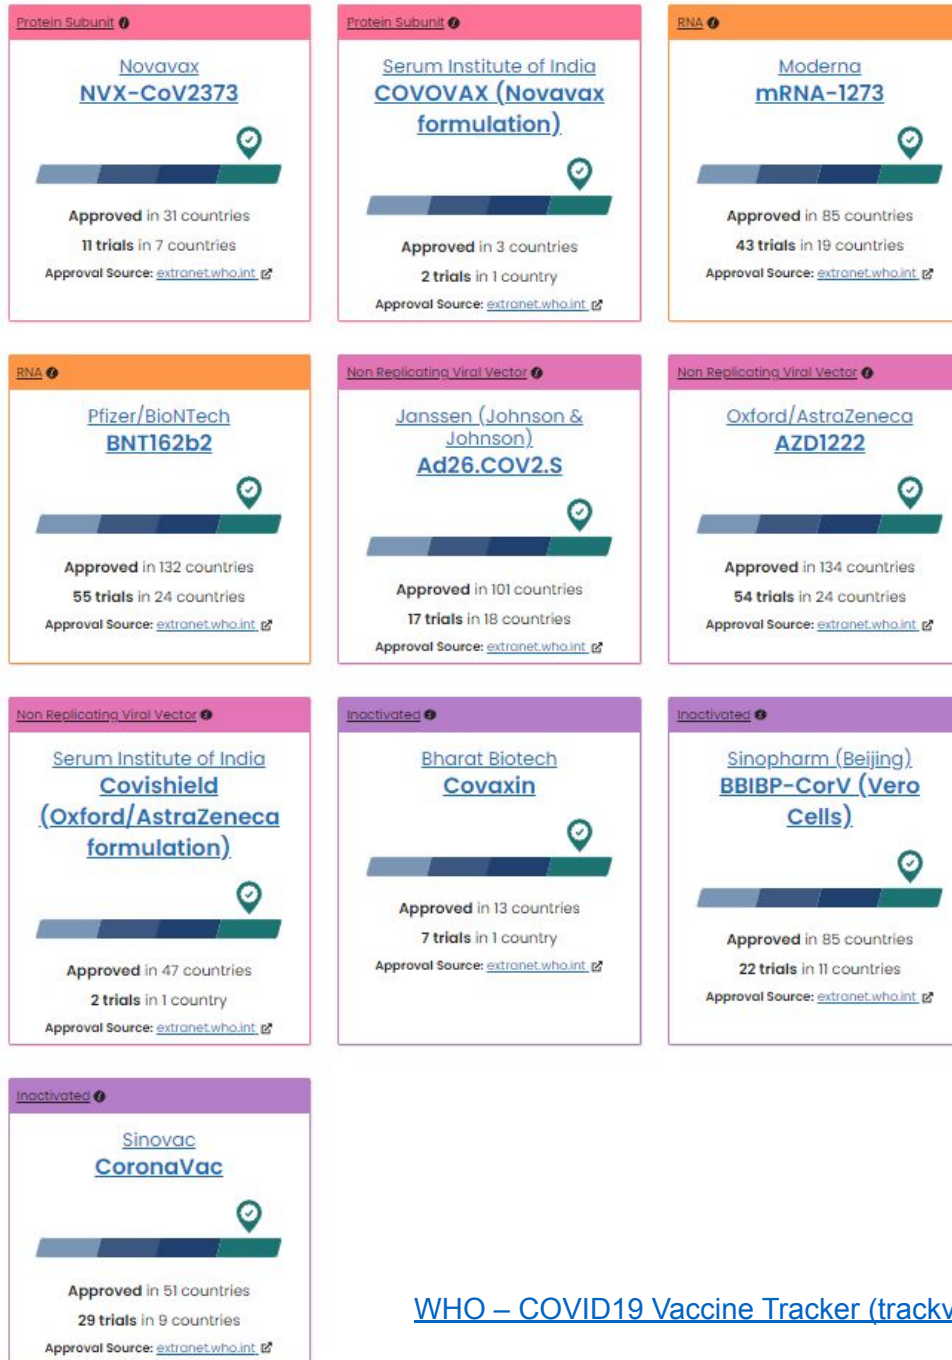 Protein Subunit
Novavax
NVX-CoV2373
Approved in 31 countries
11 trials in 7 countries
Approval Source: extranet.who.int
Protein Subunit
Serum Institute of India
COVOVAX (Novavax
formulation)
Approved in 3 countries
2 trials in 1 country
Approval Source: extranet.who.int
RNA
Moderna
mRNA-1273
Approved in 85 countries
43 trials in 19 countries
Approval Source: extranet.who.int
RNA
Pfizer/BioNTech
BNT162b2
Approved in 132 countries
55 trials in 24 countries
Approval Source: extranet.who.int
Non Replicating Viral Vector
Janssen (Johnson &
Johnson)
Ad26.COV2.S
Approved in 101 countries
17 trials in 18 countries
Approval Source: extranet.who.int
Non Replicating Viral Vector
Oxford/AstraZeneca
AZD1222
Approved in 134 countries
54 trials in 24 countries
Approval Source: extranet.who.int
Non Replicating Viral Vector
Serum Institute of India
Covishield
(Oxford/AstraZeneca
formulation)
Approved in 47 countries
2 trials in 1 country
Approval Source: extranet.who.int
Inactivated
Bharat Biotech
Covaxin
Approved in 13 countries
7 trials in 1 country
Approval Source: extranet.who.int
Inactivated
Sinopharm (Beijing)
BBIBP-CorV (Vero
Cells)
Approved in 85 countries
22 trials in 11 countries
Approval Source: extranet.who.int
Inactivated
Sinovac
CoronaVac
Approved in 51 countries
29 trials in 9 countries
Approval Source: extranet.who.int
WHO – COVID19 Vaccine Tracker (trackv